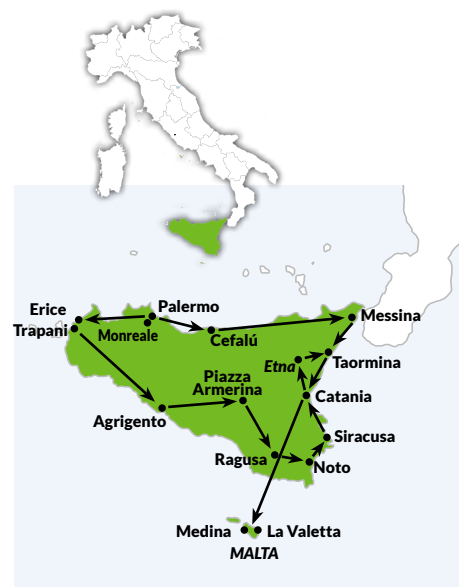 Erice
Palermo
Messina
Trapani
Monreale
Cefalú
Etna
Taormina
Piazza
Armerina
Catania
Agrigento
Siracusa
Ragusa
Noto
Medina
La Valetta
MALTA